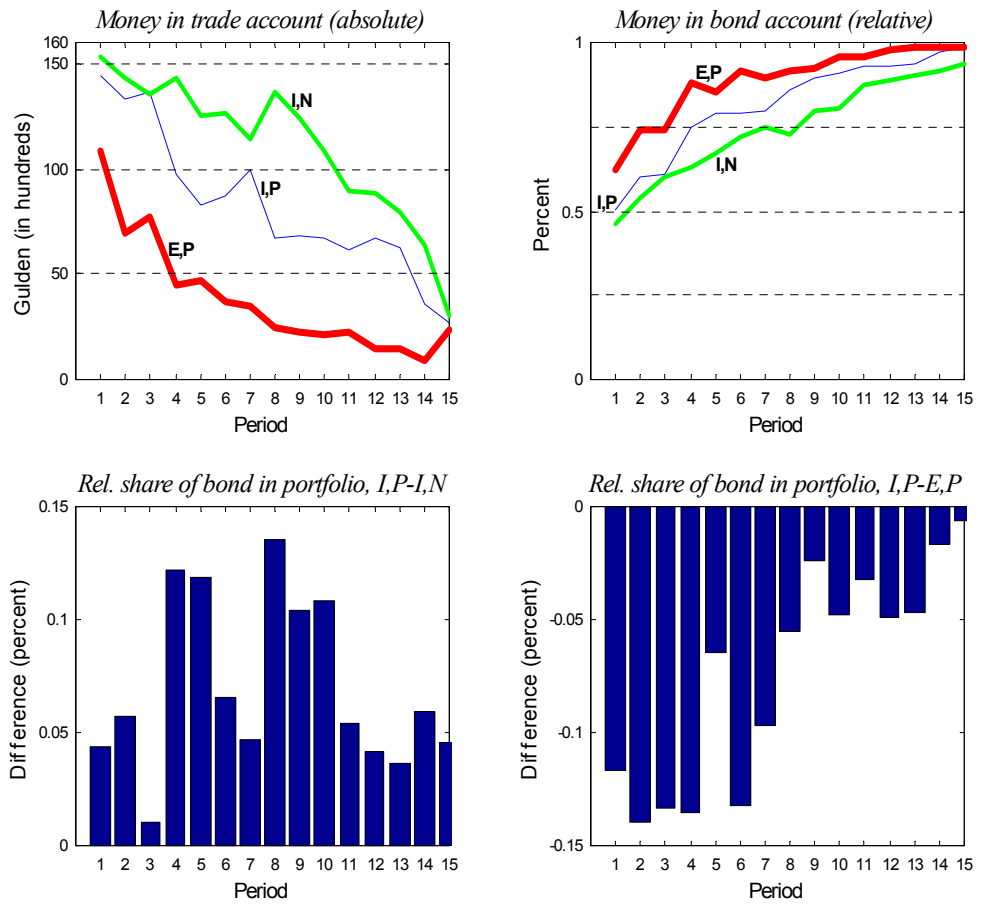 Money in trade account (absolute)
160
150
100
50
0
Gulden (in hundreds)
I,N
I,P
E,P
1 2 3 4 5 6 7 8 9 10 11 12 13 14 15
Period
Money in bond account (relative)
1
0.5
0
Percent
E,P
I,P
I,N
1 2 3 4 5 6 7 8 9 10 11 12 13 14 15
Period
Rel. share of bond in portfolio, I,P-I,N
0.15
0.1
0.05
0
Difference (percent)
1 2 3 4 5 6 7 8 9 10 11 12 13 14 15
Period
Rel. share of bond in portfolio, I,P-E,P
0
-0.05
-0.1
-0.15
Difference (percent)
1 2 3 4 5 6 7 8 9 10 11 12 13 14 15
Period